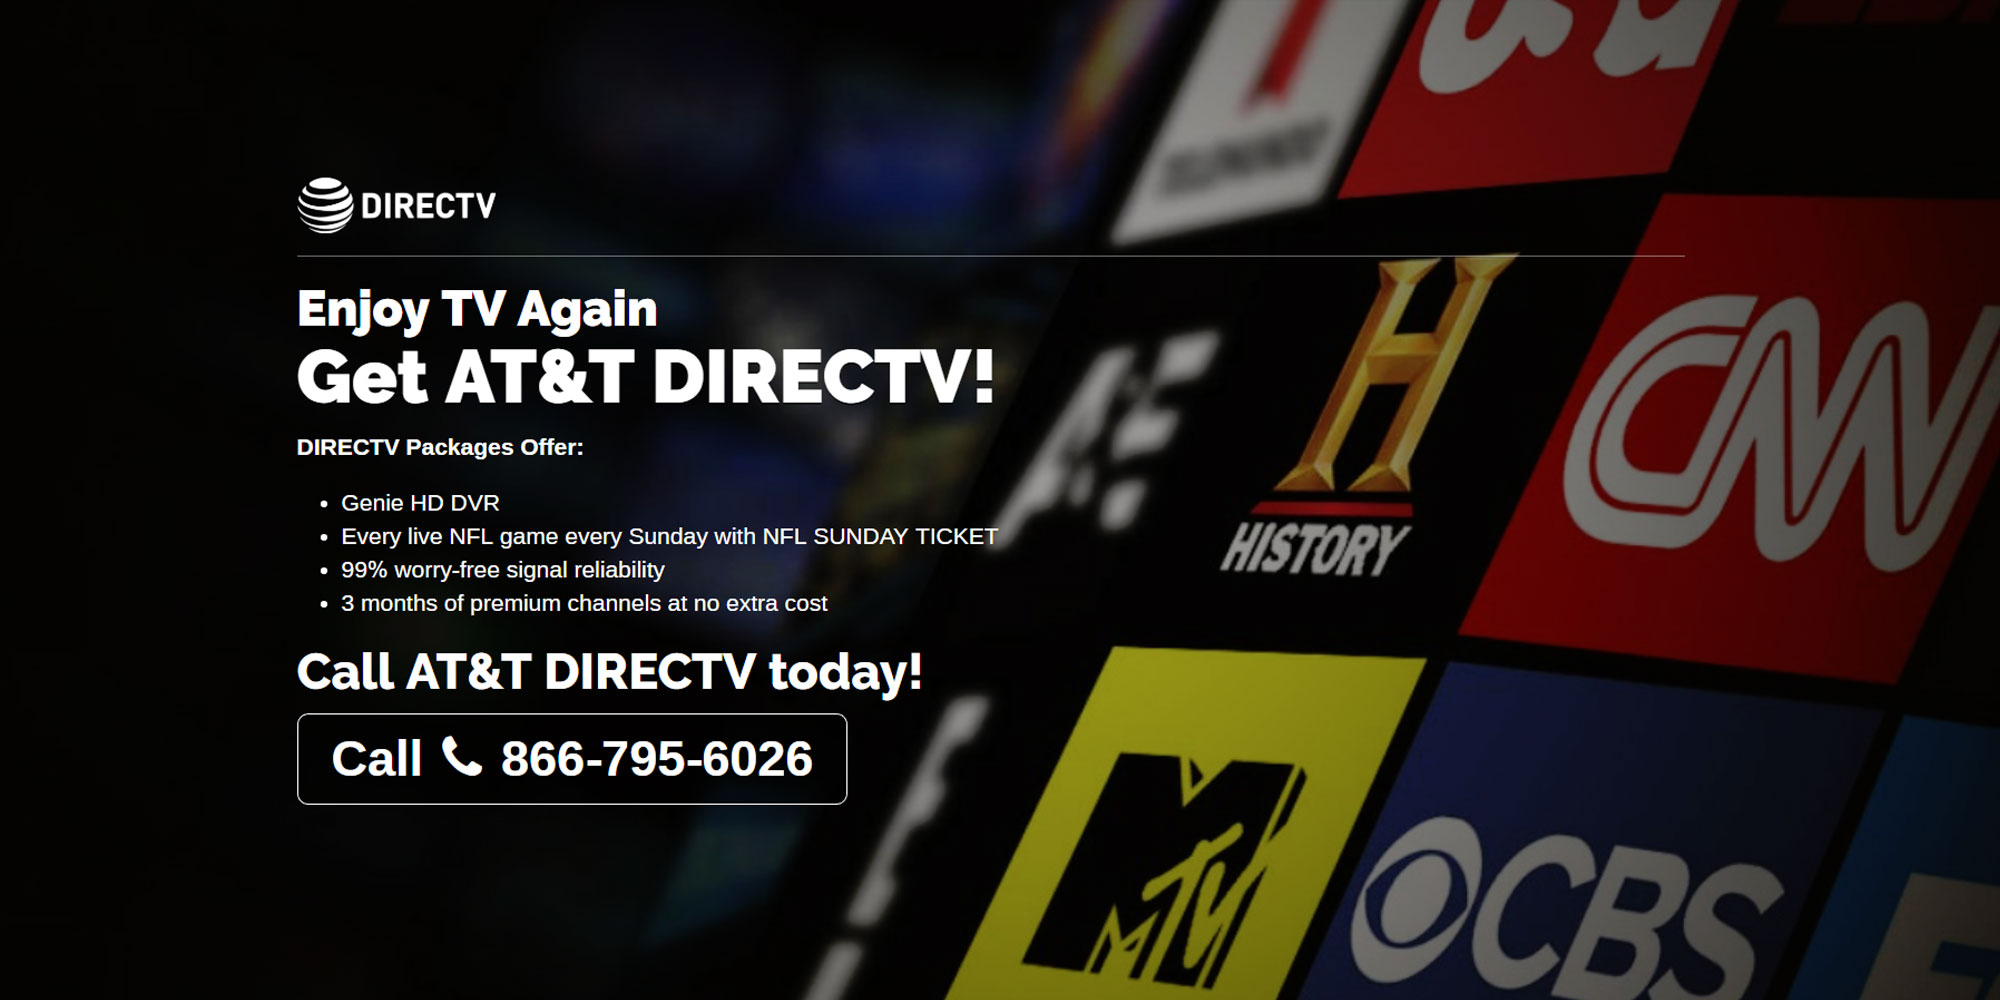 DIRECTV
Enjoy TV Again
Get AT&T DIRECTV!
DIRECTV Packages Offer:
Genie HD DVR
Every live NFL game every Sunday with NFL SUNDAY TICKET
99% worry-free signal reliability
3 months of premium channels at no extra cost
Call AT&T DIRECTV today!
Call 866-795-6026
HISTORY
CNN
MTV
CBS